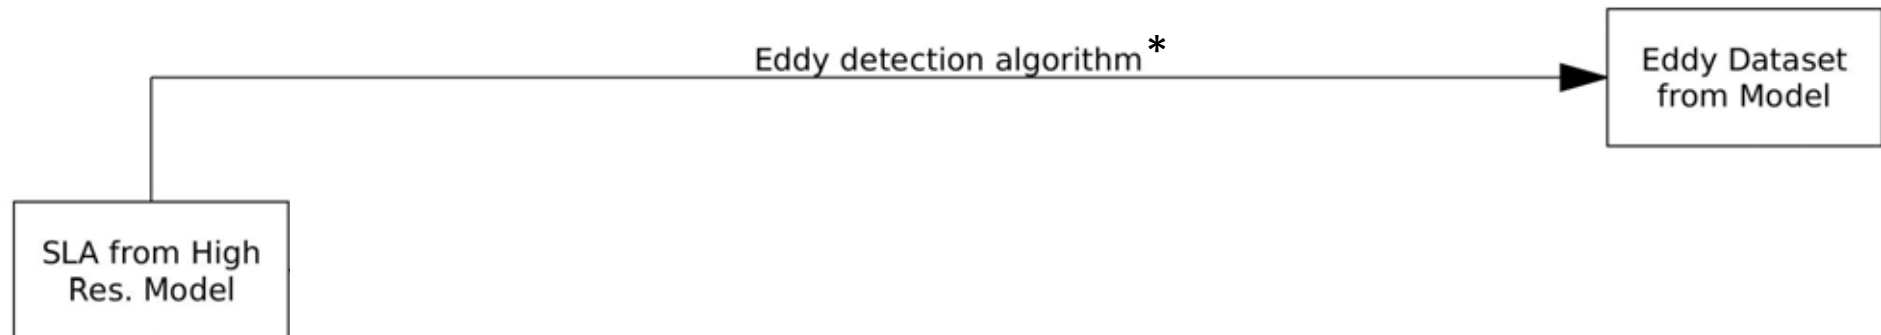 Eddy detection algorithm*
Eddy Dataset
from Model
SLA from High
Res. Model